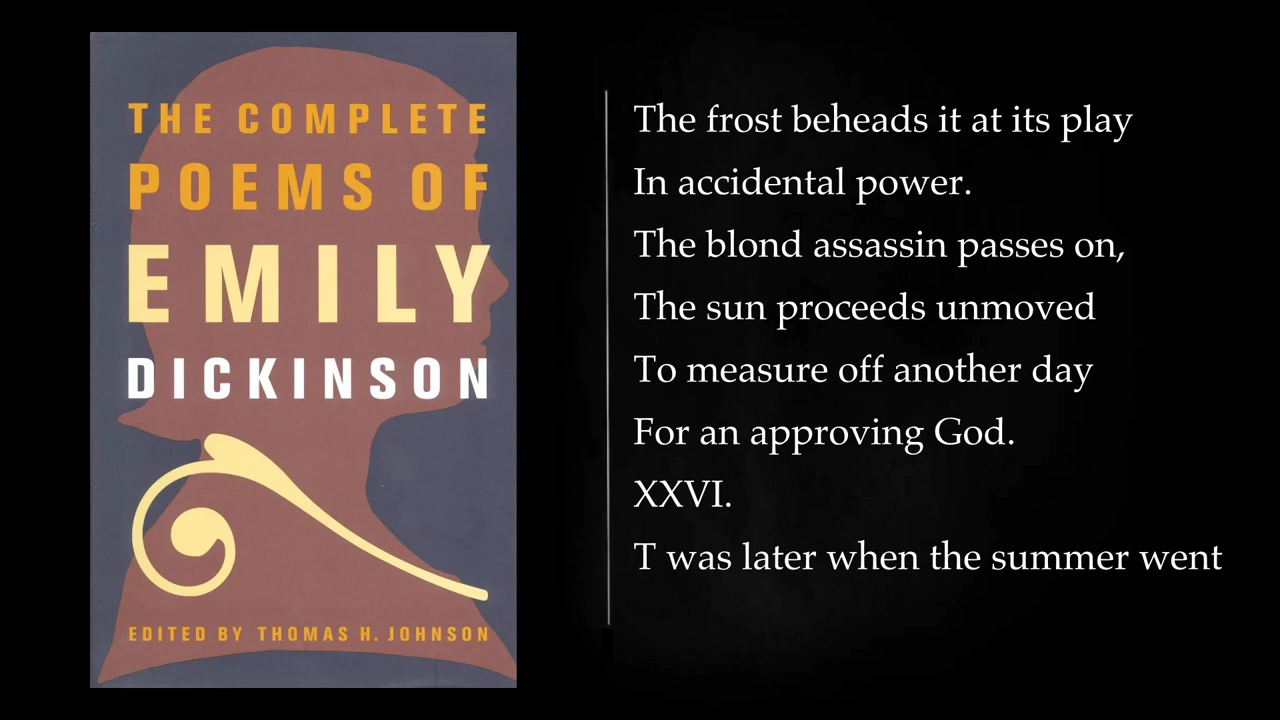 THE COMPLETE
POEMS OF
EMILY
DICKINSON
EDITED BY THOMAS H. JOHNSON
The frost beheads it at its play
In accidental power.
The blond assassin passes on,
The sun proceeds unmoved
To measure off another day
For an approving God.
XXVI.
T was later when the summer went